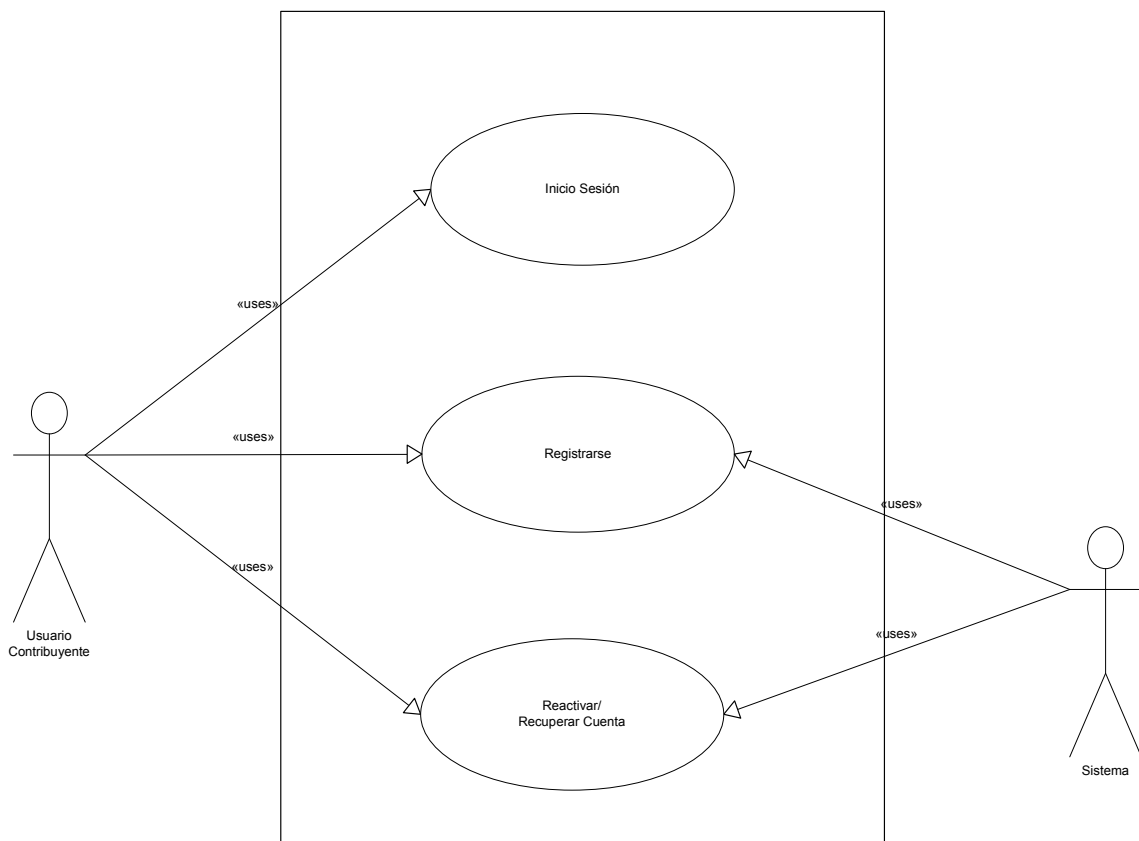 Inicio Sesión
«uses»
«uses»
Registrarse
«uses»
«uses»
Usuario
Contribuyente
«uses»
Reactivar/
Recuperar Cuenta
Sistema